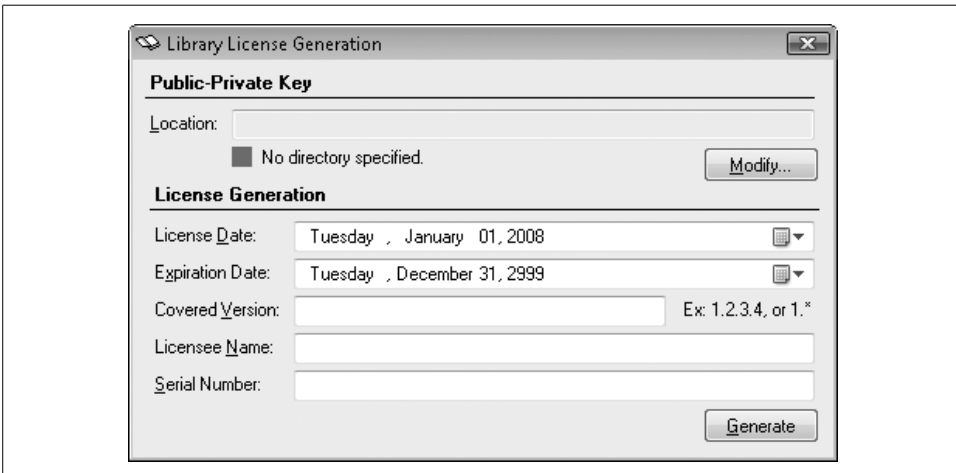 Library License Generation
Public-Private Key
Location:
No directory specified.
Modify...
License Generation
License Date: Tuesday , January 01, 2008
Expiration Date: Tuesday , December 31, 2999
Covered Version: Ex: 1.2.3.4, or 1.*
Licensee Name:
Serial Number:
Generate